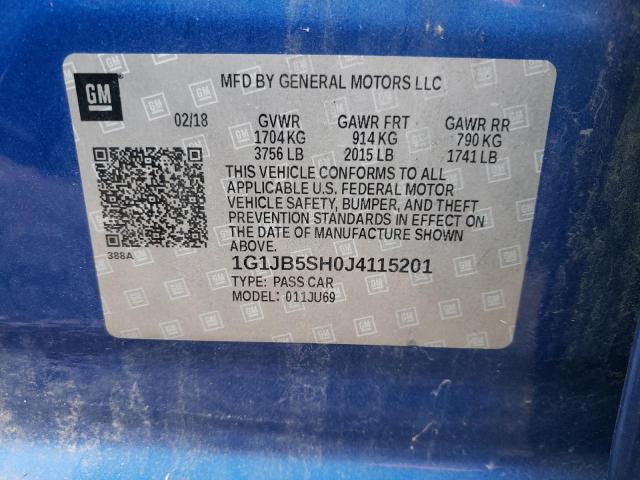 GM
MFD BY GENERAL MOTORS LLC
02/18 GVWR GAWR FRT GAWR RR
1704 KG 914 KG 790 KG
3756 LB 2015 LB 1741 LB
THIS VEHICLE CONFORMS TO ALL
APPLICABLE U.S. FEDERAL MOTOR
VEHICLE SAFETY, BUMPER, AND THEFT
PREVENTION STANDARDS IN EFFECT ON
THE DATE OF MANUFACTURE SHOWN
ABOVE.
388A
1G1JB5SH0J4115201
TYPE: PASS CAR
MODEL: 011JU69